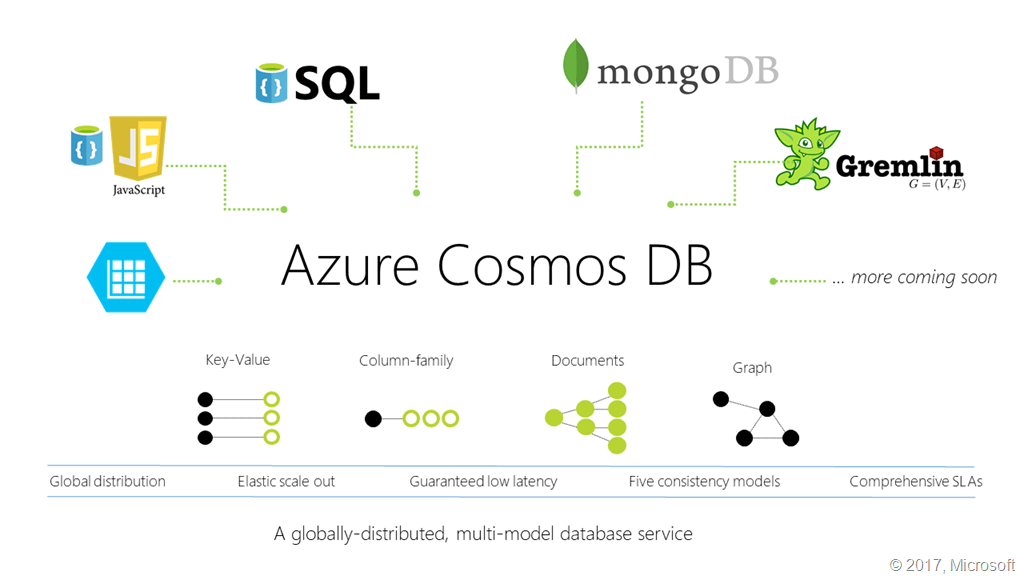 SQL
mongoDB
JS
JavaScript
Gremlin
G = (V, E)
Azure Cosmos DB
... more coming soon
Key-Value
Column-family
Documents
Graph
Global distribution
Elastic scale out
Guaranteed low latency
Five consistency models
Comprehensive SLAs
A globally-distributed, multi-model database service
© 2017, Microsoft